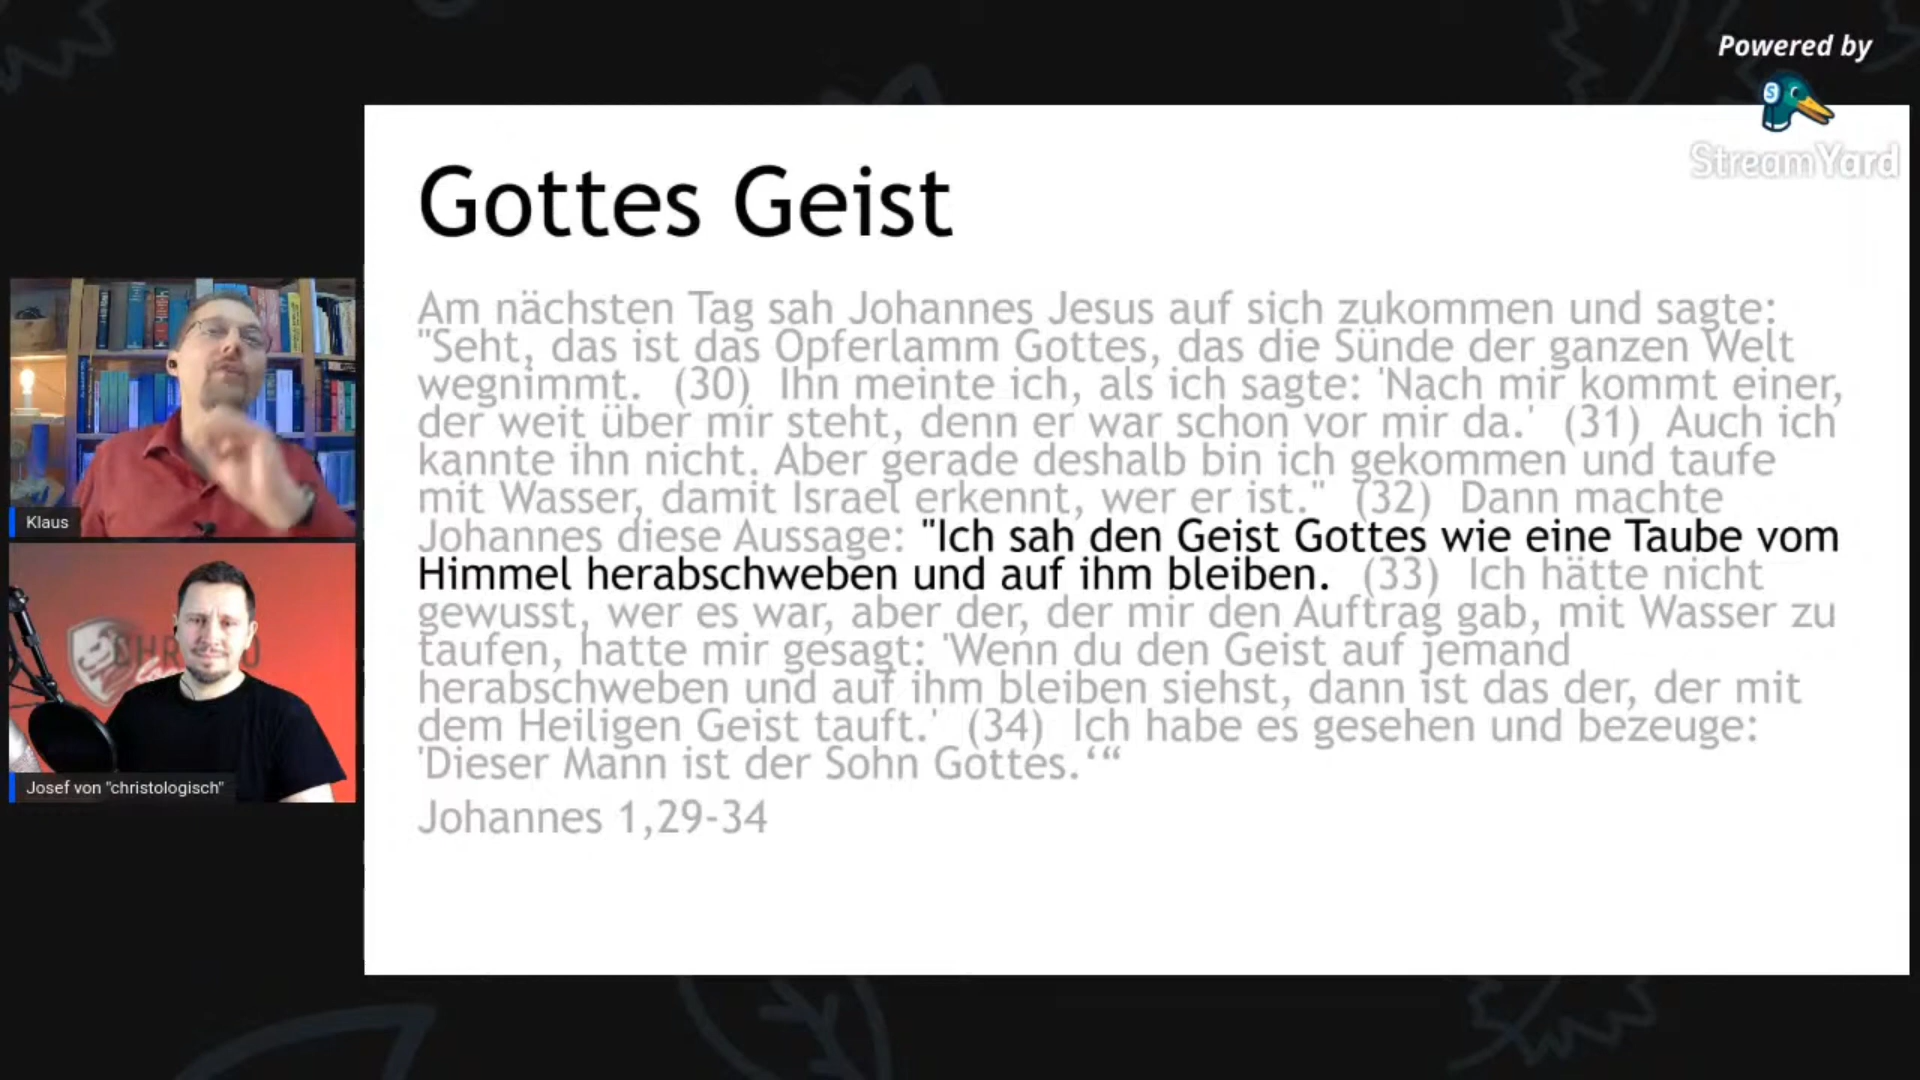 Powered by
StreamYard
Gottes Geist
Am nächsten Tag sah Johannes Jesus auf sich zukommen und sagte:
"Seht, das ist das Opferlamm Gottes, das die Sünde der ganzen Welt
wegnimmt. (30) Ihn meinte ich, als ich sagte: 'Nach mir kommt einer,
der weit über mir steht, denn er war schon vor mir da.' (31) Auch ich
kannte ihn nicht. Aber gerade deshalb bin ich gekommen und taufe
mit Wasser, damit Israel erkennt, wer er ist." (32) Dann machte
Johannes diese Aussage: "Ich sah den Geist Gottes wie eine Taube vom
Himmel herabschweben und auf ihm bleiben. (33) Ich hätte nicht
gewusst, wer es war, aber der, der mir den Auftrag gab, mit Wasser zu
taufen, hatte mir gesagt: 'Wenn du den Geist auf jemand
herabschweben und auf ihm bleiben siehst, dann ist das der, der mit
dem Heiligen Geist tauft.' (34) Ich habe es gesehen und bezeuge:
'Dieser Mann ist der Sohn Gottes.‘“
Johannes 1,29-34
Klaus
Josef von "christologisch"